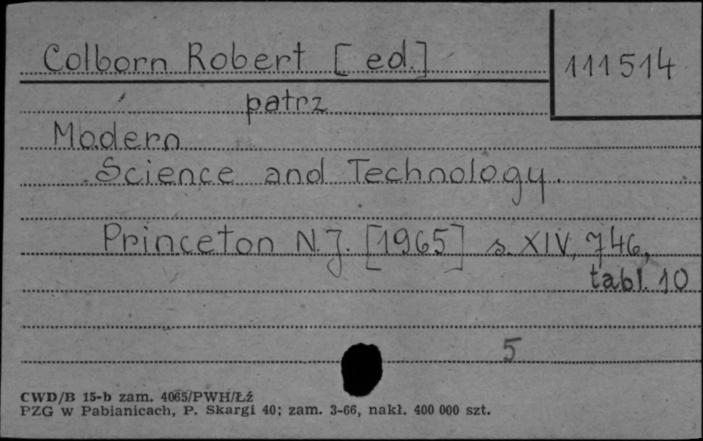 Colborn Robert [ed.]
111514
patrz
Modern
Science and Technology.
Princeton N.J. [1965] s. XIV, 746,
tabl. 10
5
CWD/B 15-b zam. 4065/PWH/Łź
PZG w Pabianicach, P. Skargi 40; zam. 3-66, nakł. 400 000 szt.